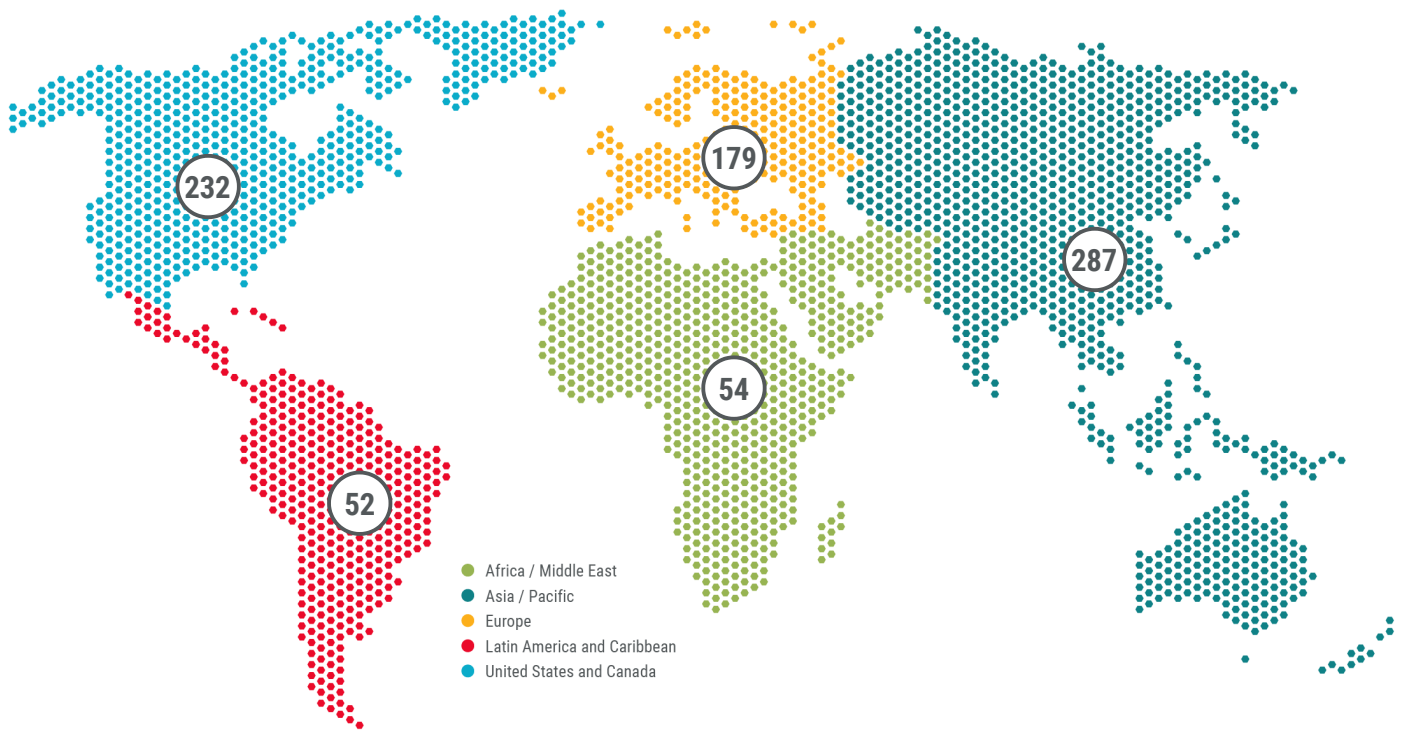 179
232
287
54
52
Africa / Middle East
Asia / Pacific
Europe
Latin America and Caribbean
United States and Canada